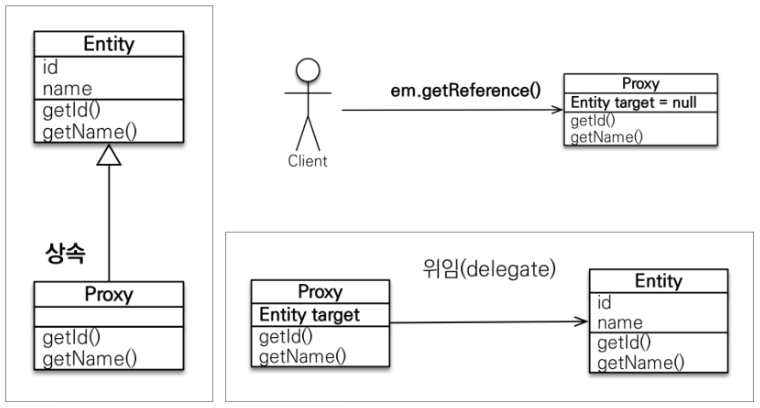 Entity
id
name
getId()
getName()
상속
Proxy
getId()
getName()
Client
em.getReference()
Proxy
Entity target = null
getId()
getName()
Proxy
Entity target
getId()
getName()
위임(delegate)
Entity
id
name
getId()
getName()